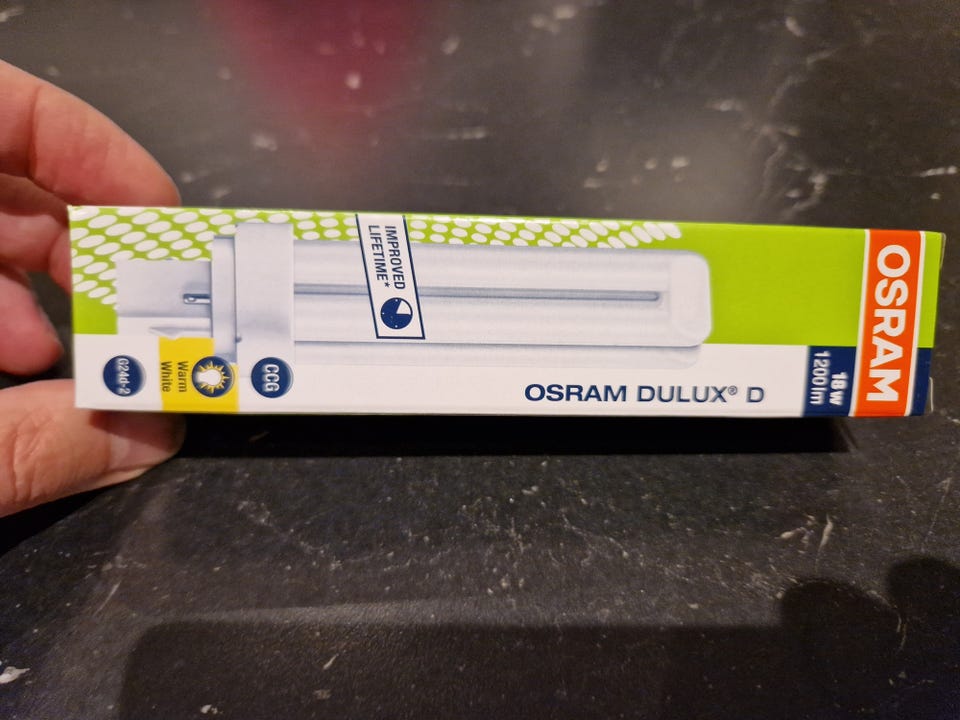 IMPROVED
LIFETIME*
G24d-2
Warm
White
CCG
OSRAM DULUX® D
18 W
1200 lm
OSRAM